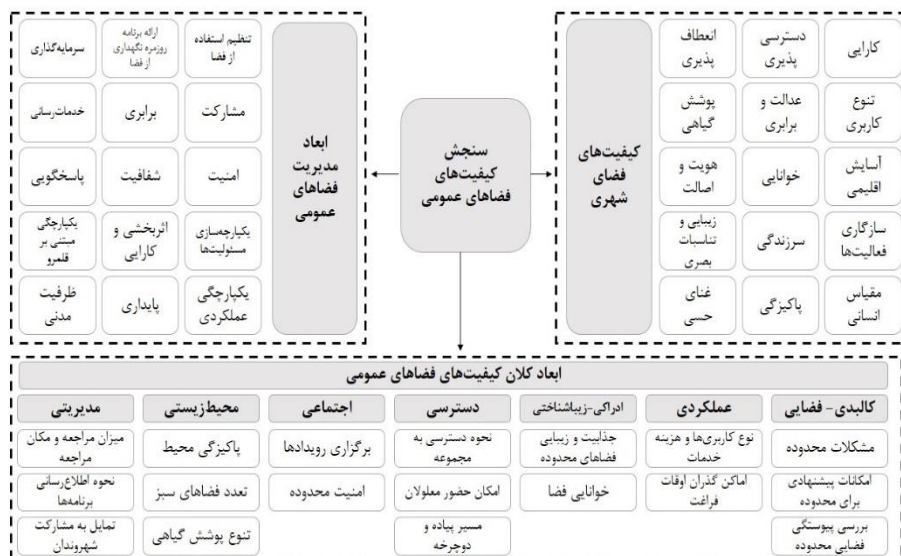 سنجش
کیفیت‌های
فضاهای عمومی
کیفیت‌های
فضای
شهری
کارایی
دسترسی
پذیری
انعطاف
پذیری
تنوع
کاربری
عدالت و
برابری
پوشش
گیاهی
آسایش
اقلیمی
خوانایی
هویت و
اصالت
سازگاری
فعالیت‌ها
سرزندگی
زیبایی و
تناسبات
بصری
مقیاس
انسانی
پاکیزگی
غنای
حسی
ابعاد
مدیریت
فضاهای
عمومی
تنظیم استفاده
از فضا
ارائه برنامه
روزمره نگهداری
از فضا
سرمایه‌گذاری
مشارکت
برابری
خدمات‌رسانی
امنیت
شفافیت
پاسخگویی
یکپارچه‌سازی
مسئولیت‌ها
اثربخشی و
کارایی
یکپارچگی
مبتنی بر
قلمرو
یکپارچگی
عملکردی
پایداری
ظرفیت
مدنی
ابعاد کلان کیفیت‌های فضاهای عمومی
کالبدی- فضایی
عملکردی
ادراکی-زیباشناختی
دسترسی
اجتماعی
محیط‌زیستی
مدیریتی
مشکلات محدوده
نوع کاربری‌ها و هزینه
خدمات
جذابیت و زیبایی
فضاهای محدوده
نحوه دسترسی به
مجموعه
برگزاری رویدادها
پاکیزگی محیط
میزان مراجعه و مکان
مراجعه
امکانات پیشنهادی
برای محدوده
اماکن گذران اوقات
فراغت
خوانایی فضا
امکان حضور معلولان
امنیت محدوده
تعدد فضاهای سبز
نحوه اطلاع‌رسانی
برنامه‌ها
بررسی پیوستگی
فضایی محدوده
مسیر پیاده و
دوچرخه
تنوع پوشش گیاهی
تمایل به مشارکت
شهروندان